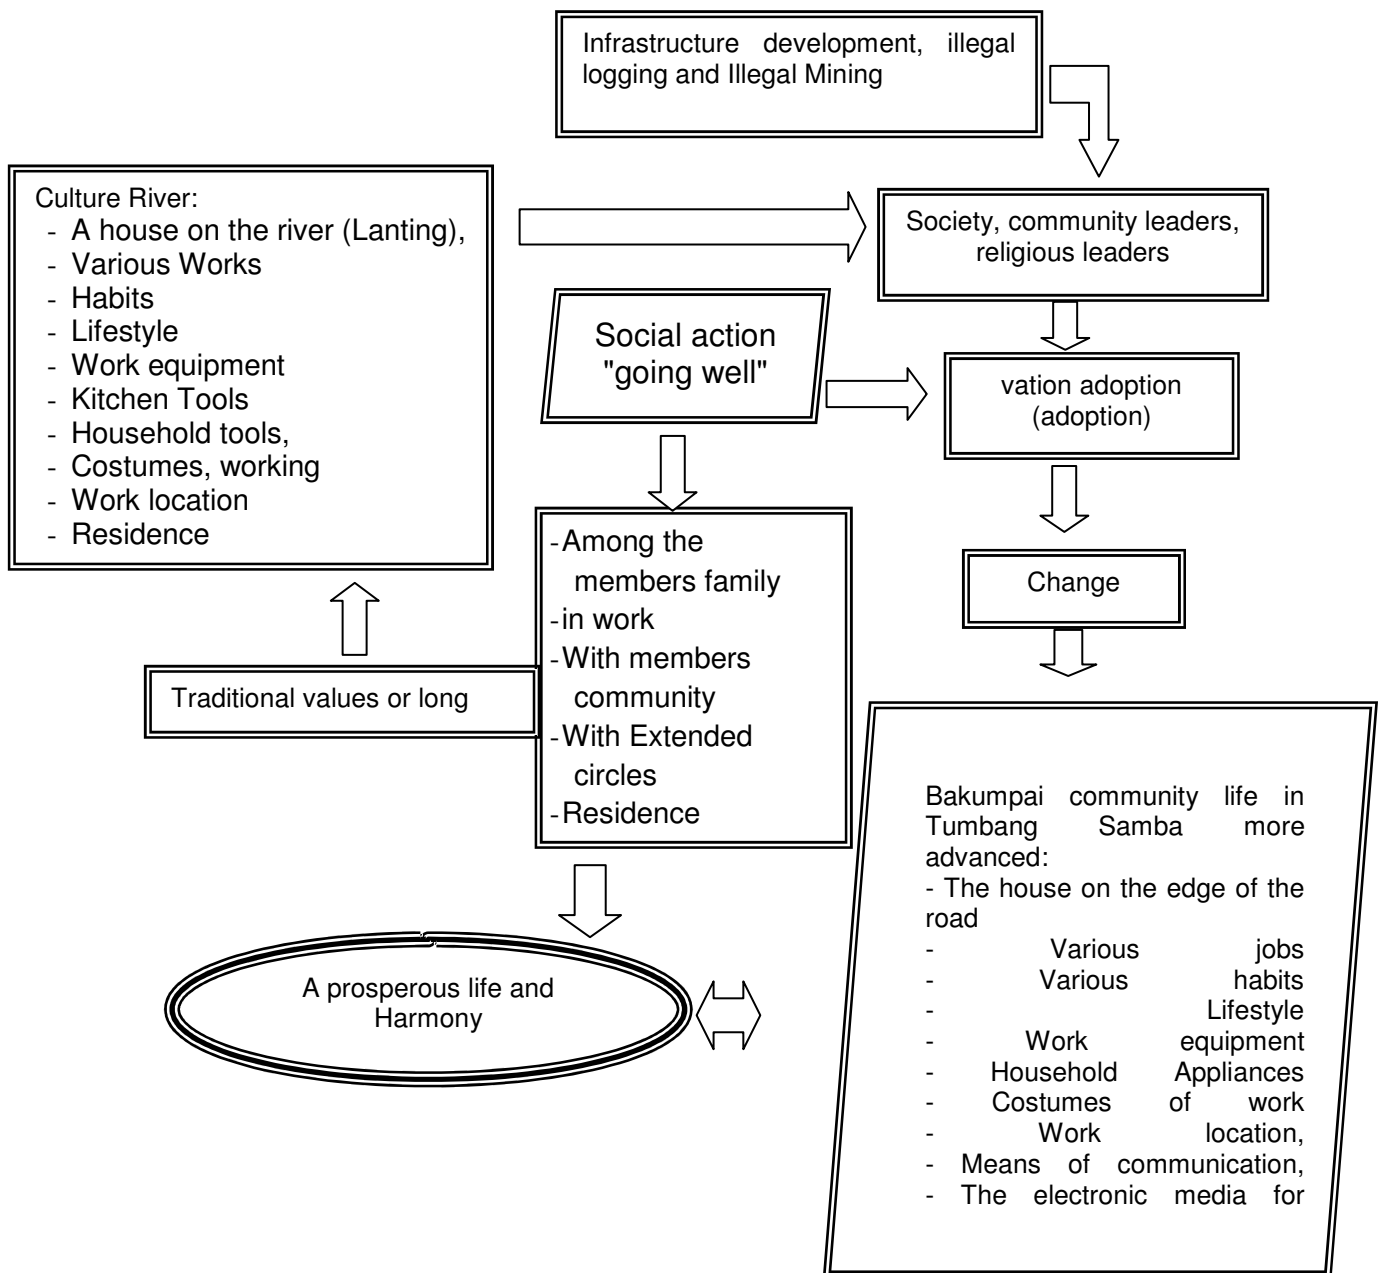 Infrastructure development, illegal
logging and Illegal Mining
Culture River:
- A house on the river (Lanting),
- Various Works
- Habits
- Lifestyle
- Work equipment
- Kitchen Tools
- Household tools,
- Costumes, working
- Work location
- Residence
Society, community leaders,
religious leaders
Social action
"going well"
vation adoption
(adoption)
-Among the
members family
-in work
-With members
community
-With Extended
circles
-Residence
Change
Traditional values or long
Bakumpai community life in
Tumbang Samba more
advanced:
- The house on the edge of the
road
- Various jobs
- Various habits
- Lifestyle
- Work equipment
- Household Appliances
- Costumes of work
- Work location,
- Means of communication,
- The electronic media for
A prosperous life and
Harmony